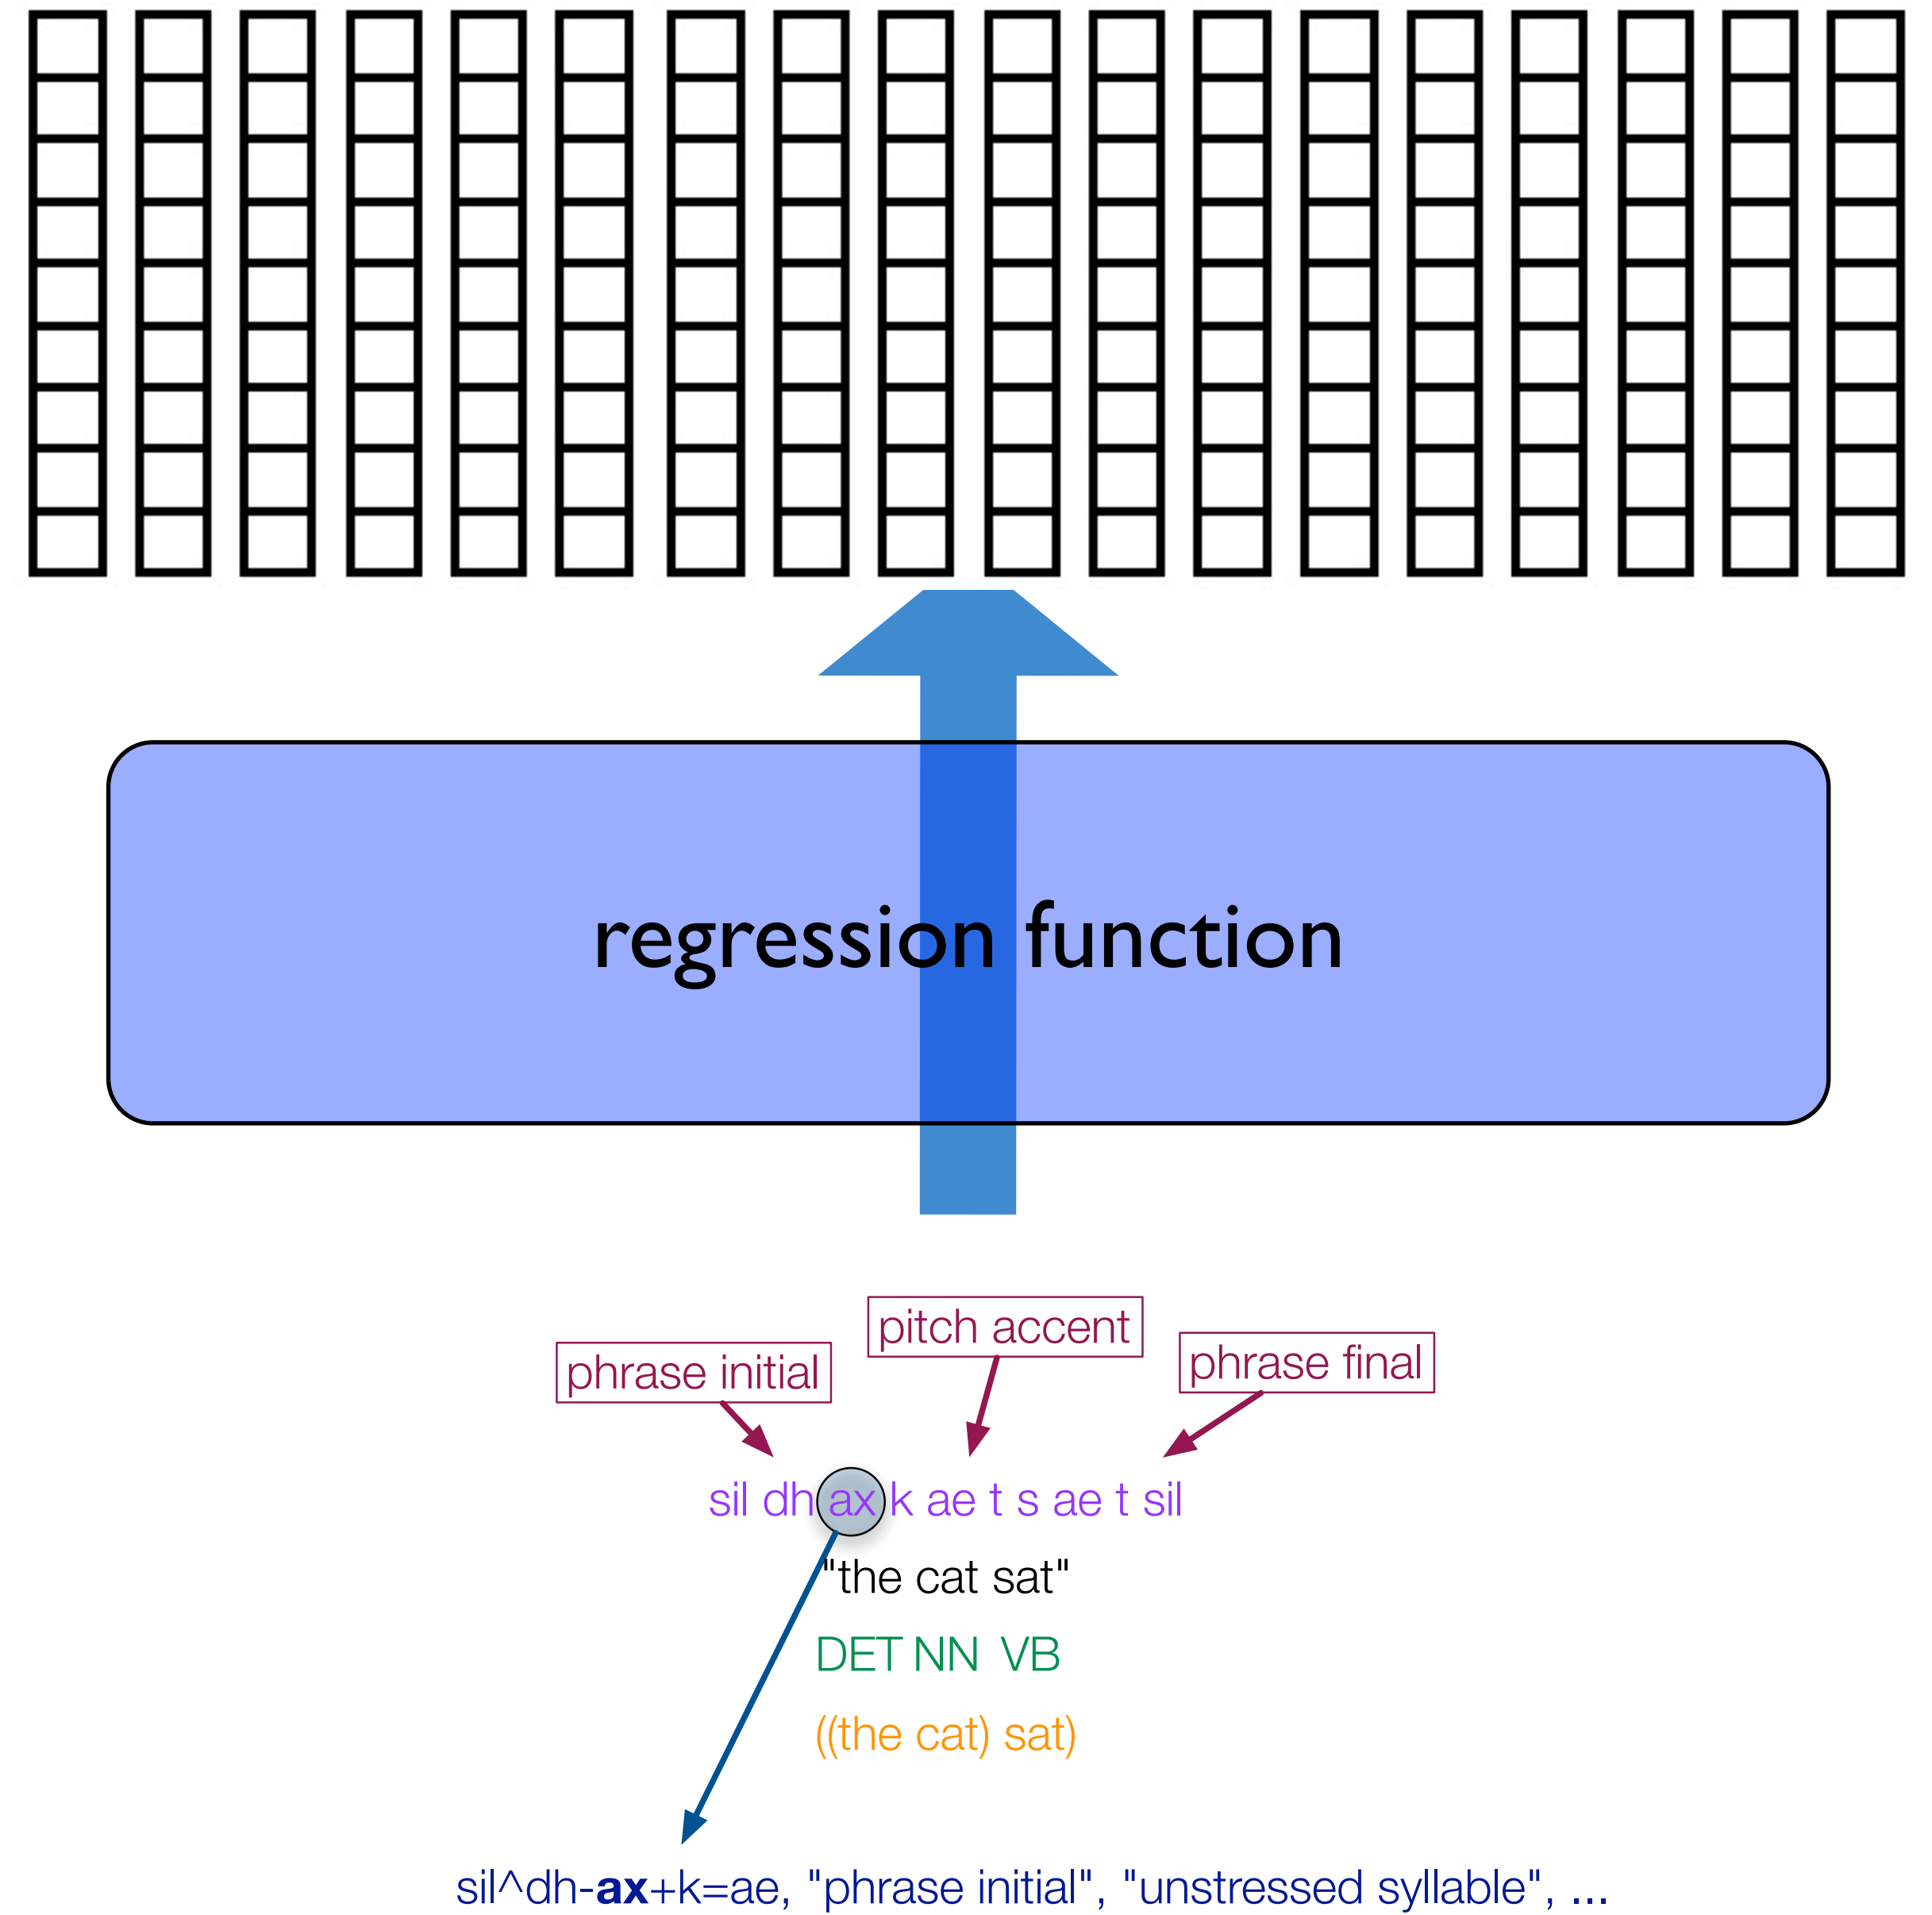 regression function
pitch accent
phrase initial
phrase final
sil dh ax k ae t s ae t sil
"the cat sat"
DET NN VB
((the cat) sat)
sil^dh-ax+k=ae, "phrase initial", "unstressed syllable", ...